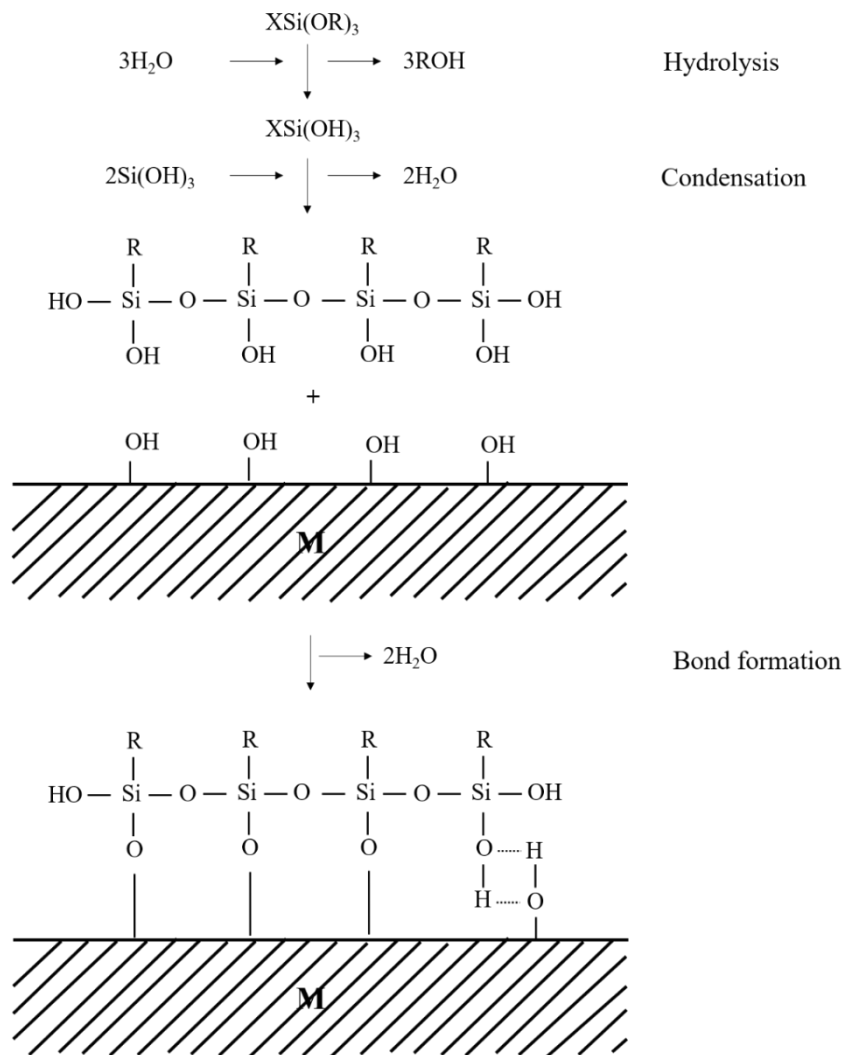 XSi(OR)₃
3H₂O 3ROH Hydrolysis
XSi(OH)₃
2Si(OH)₃ 2H₂O Condensation
R R R R
HO — Si — O — Si — O — Si — O — Si — OH
OH OH OH OH
+
OH OH OH OH
M
2H₂O Bond formation
R R R R
HO — Si — O — Si — O — Si — O — Si — OH
O O O O ...... H
H ...... O
M